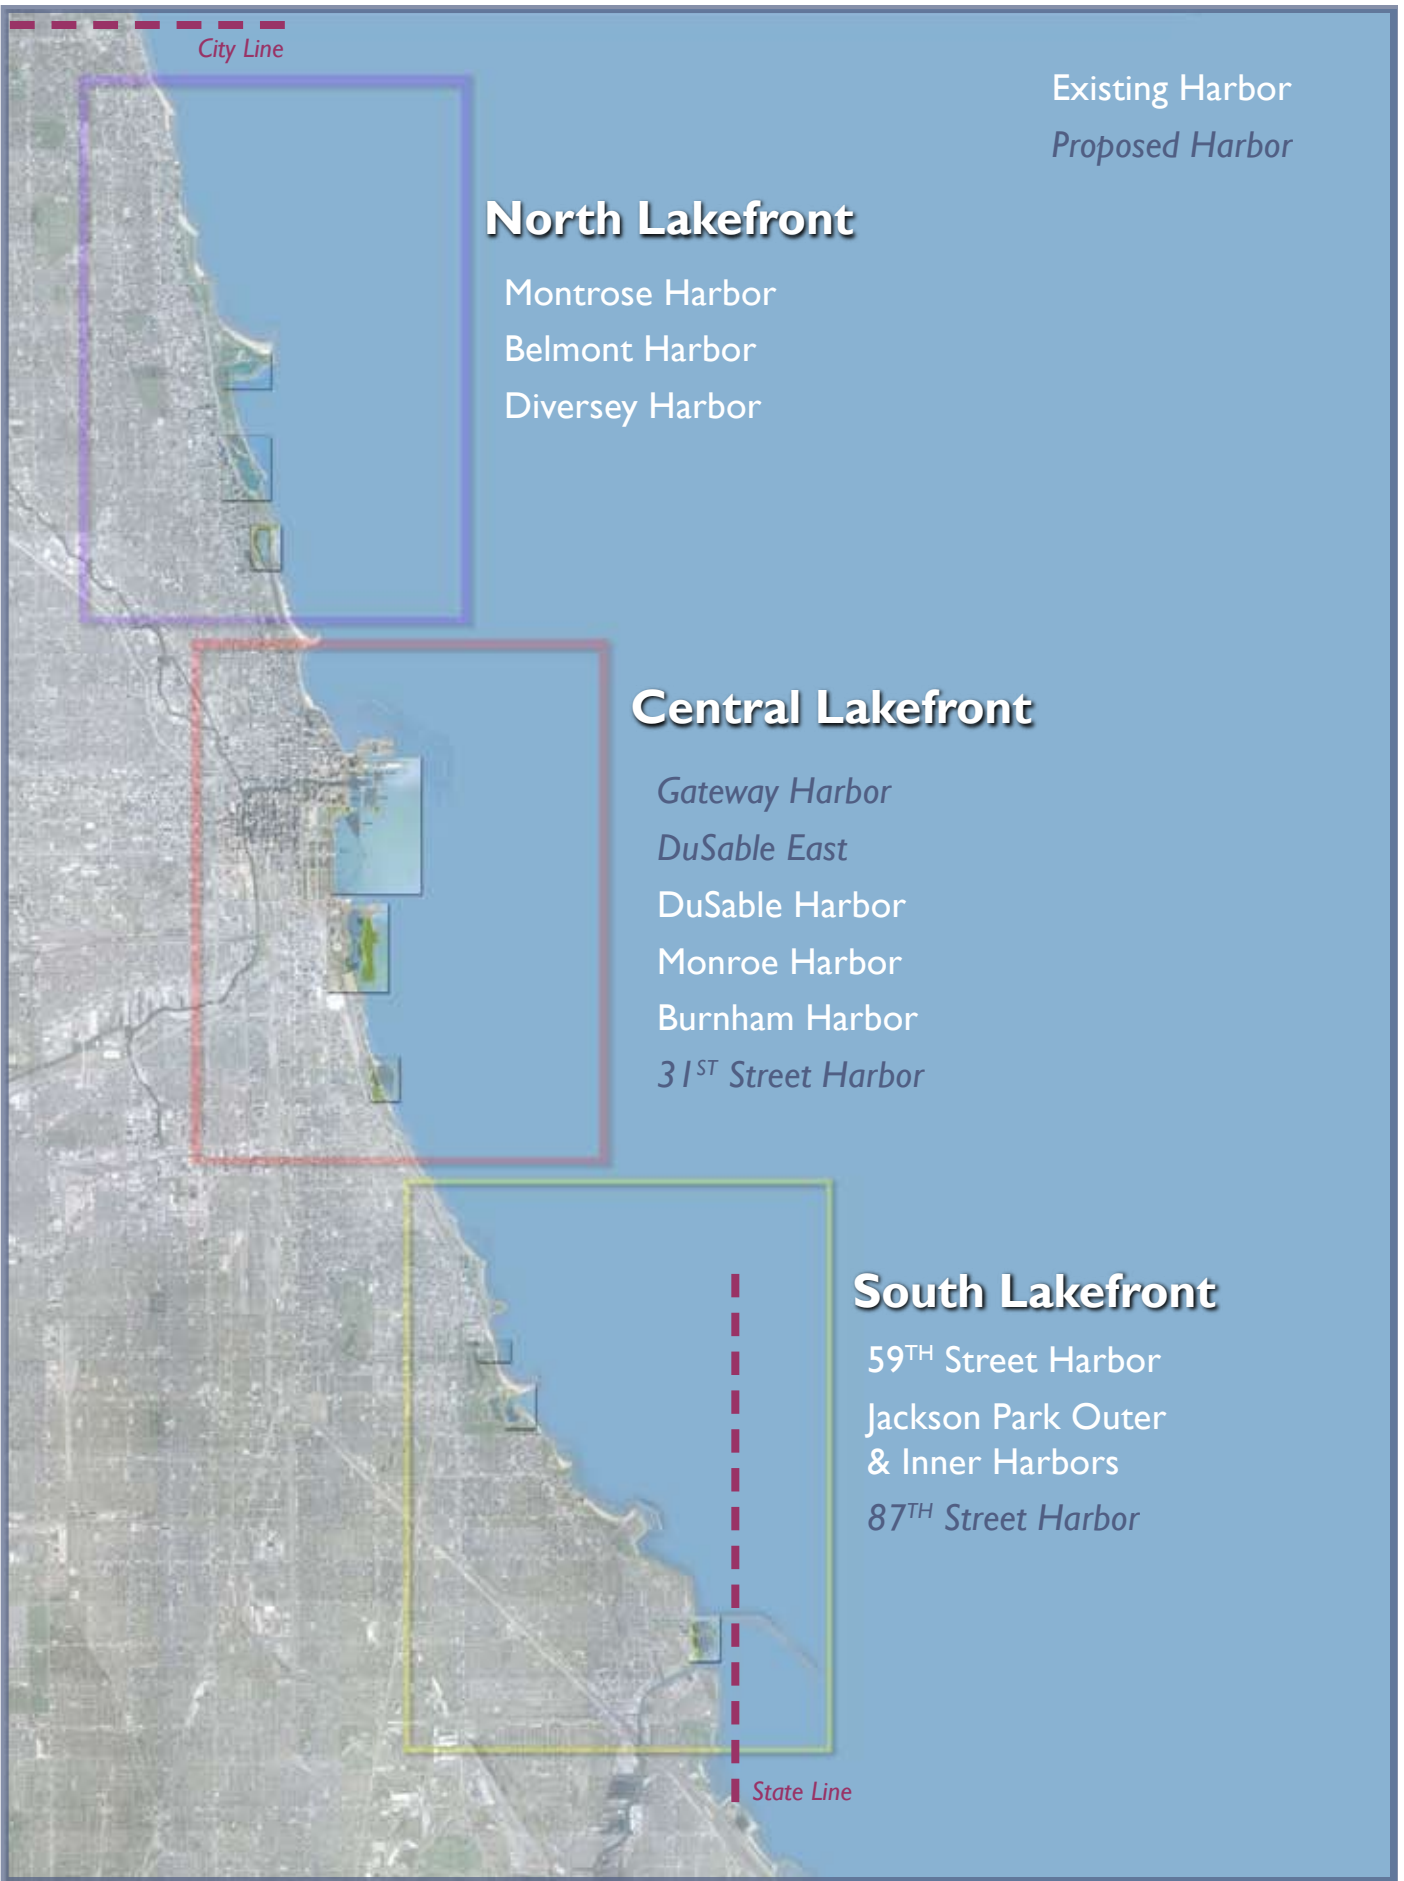 City Line
Existing Harbor
Proposed Harbor
North Lakefront
Montrose Harbor
Belmont Harbor
Diversey Harbor
Central Lakefront
Gateway Harbor
DuSable East
DuSable Harbor
Monroe Harbor
Burnham Harbor
31ST Street Harbor
South Lakefront
59TH Street Harbor
Jackson Park Outer
& Inner Harbors
87TH Street Harbor
State Line